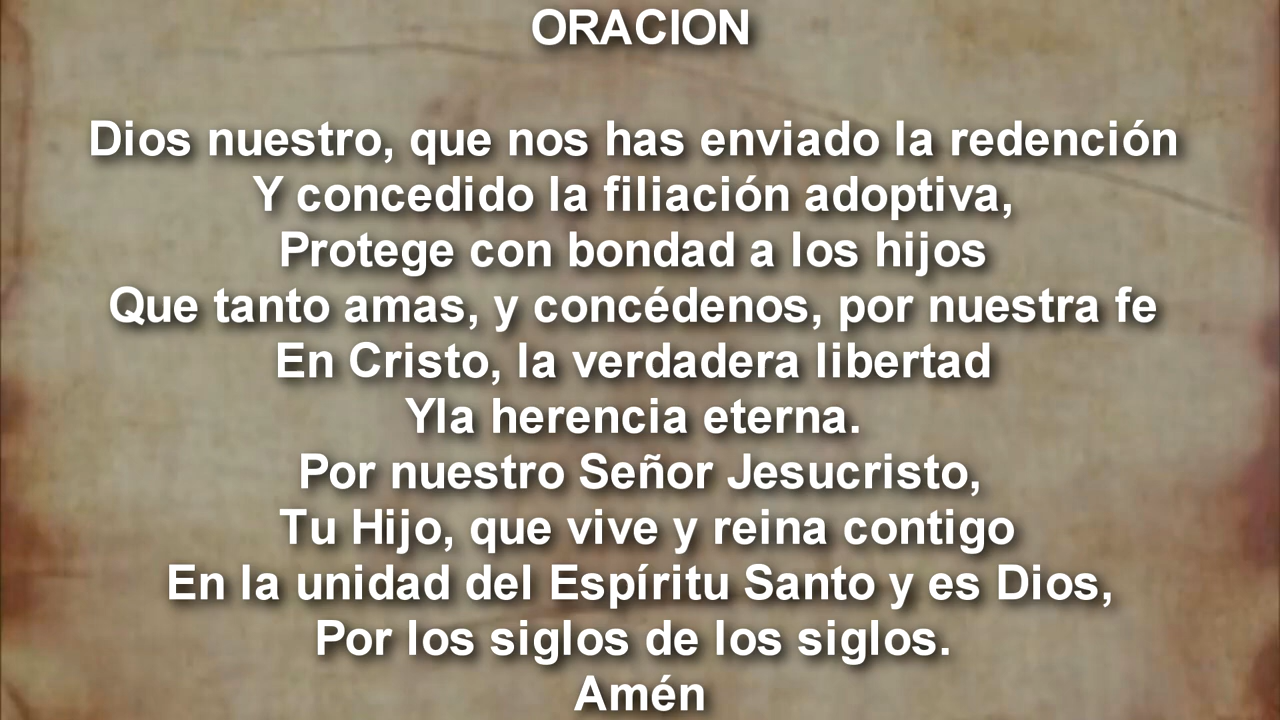 ORACION
Dios nuestro, que nos has enviado la redención
Y concedido la filiación adoptiva,
Protege con bondad a los hijos
Que tanto amas, y concédenos, por nuestra fe
En Cristo, la verdadera libertad
Yla herencia eterna.
Por nuestro Señor Jesucristo,
Tu Hijo, que vive y reina contigo
En la unidad del Espíritu Santo y es Dios,
Por los siglos de los siglos.
Amén